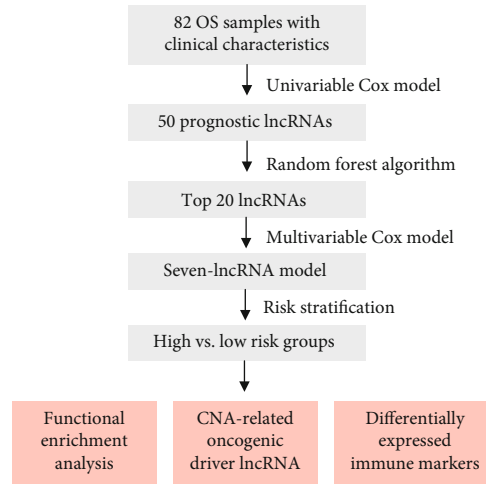 82 OS samples with
clinical characteristics
Univariable Cox model
50 prognostic lncRNAs
Random forest algorithm
Top 20 lncRNAs
Multivariable Cox model
Seven-lncRNA model
Risk stratification
High vs. low risk groups
Functional
enrichment
analysis
CNA-related
oncogenic
driver lncRNA
Differentially
expressed
immune markers